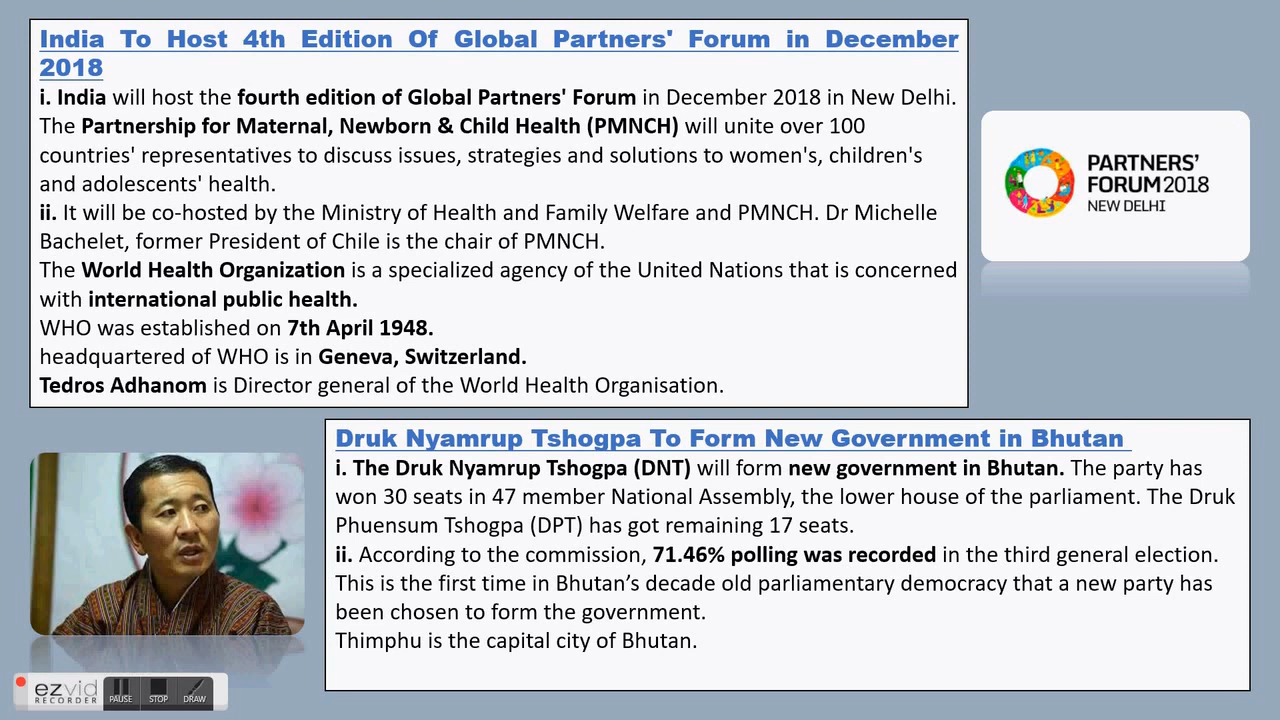 India To Host 4th Edition Of Global Partners' Forum in December
2018
i. India will host the fourth edition of Global Partners' Forum in December 2018 in New Delhi.
The Partnership for Maternal, Newborn & Child Health (PMNCH) will unite over 100
countries' representatives to discuss issues, strategies and solutions to women's, children's
and adolescents' health.
ii. It will be co-hosted by the Ministry of Health and Family Welfare and PMNCH. Dr Michelle
Bachelet, former President of Chile is the chair of PMNCH.
The World Health Organization is a specialized agency of the United Nations that is concerned
with international public health.
WHO was established on 7th April 1948.
headquartered of WHO is in Geneva, Switzerland.
Tedros Adhanom is Director general of the World Health Organisation.
PARTNERS'
FORUM 2018
NEW DELHI
Druk Nyamrup Tshogpa To Form New Government in Bhutan
i. The Druk Nyamrup Tshogpa (DNT) will form new government in Bhutan. The party has
won 30 seats in 47 member National Assembly, the lower house of the parliament. The Druk
Phuensum Tshogpa (DPT) has got remaining 17 seats.
ii. According to the commission, 71.46% polling was recorded in the third general election.
This is the first time in Bhutan’s decade old parliamentary democracy that a new party has
been chosen to form the government.
Thimphu is the capital city of Bhutan.
ezvid
RECORDER
PAUSE
STOP
DRAW